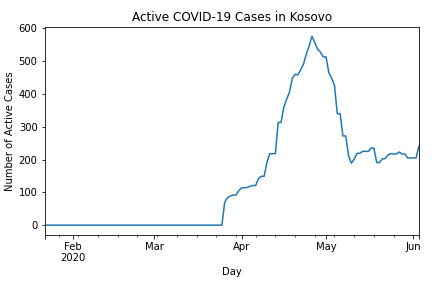 Active COVID-19 Cases in Kosovo
600
500
400
300
200
100
0
Number of Active Cases
Feb
2020
Mar
Apr
May
Jun
Day